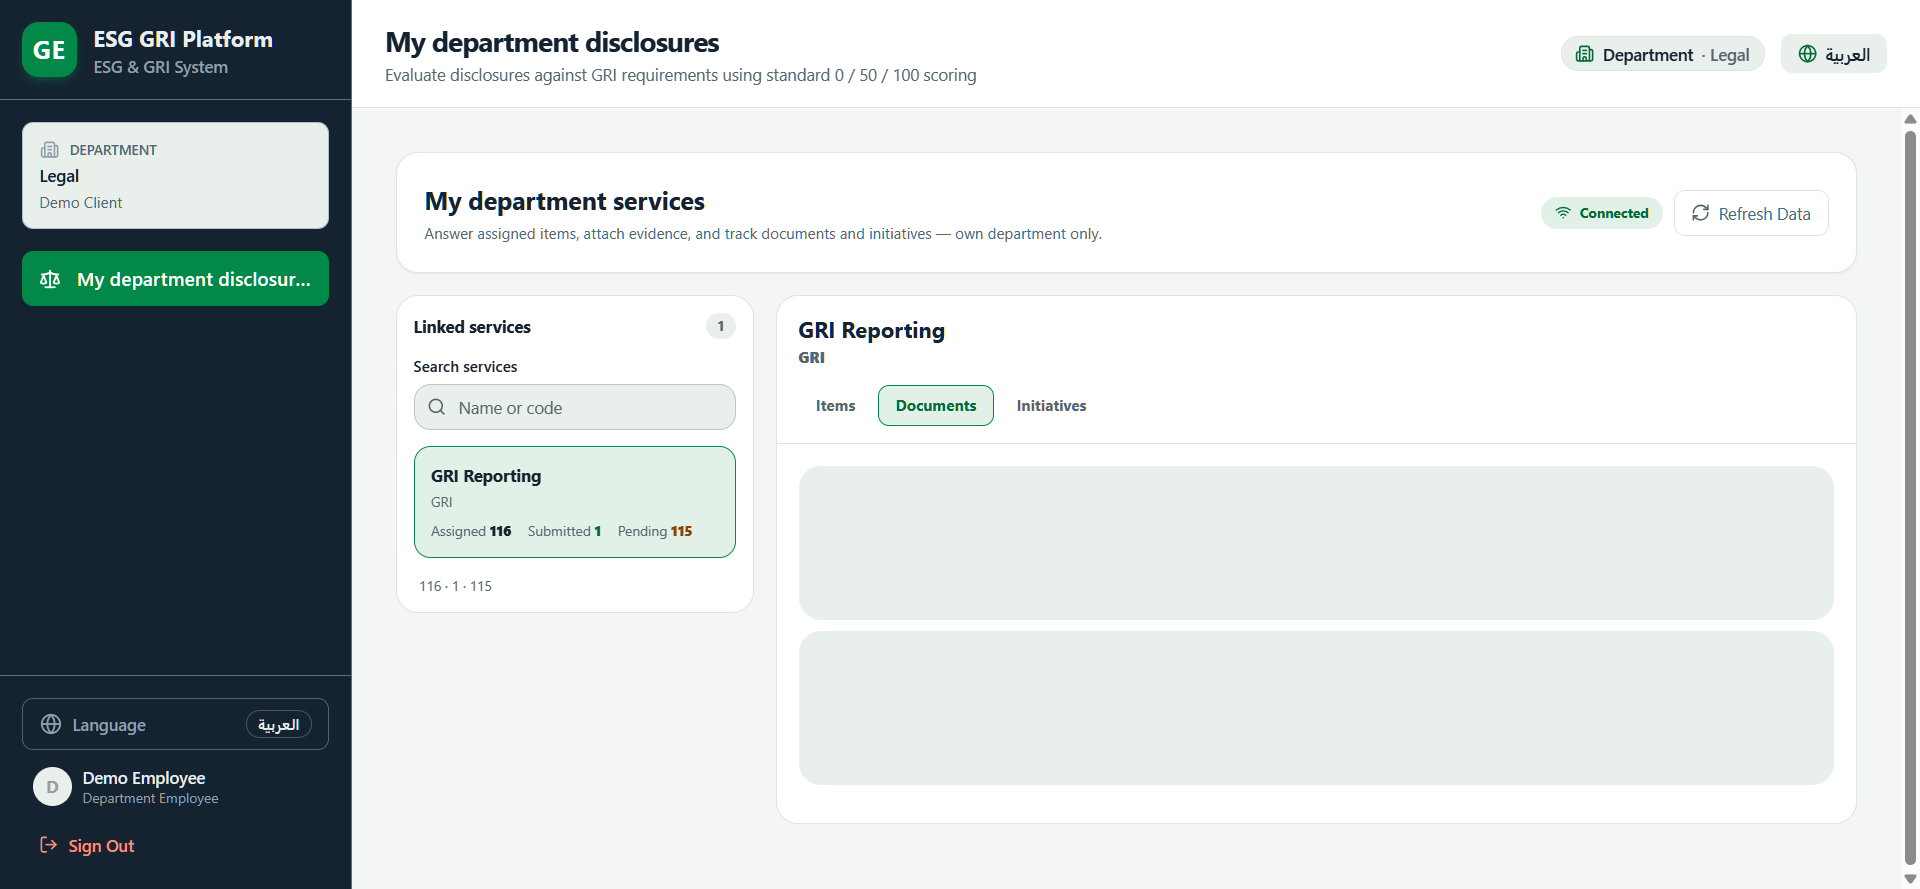 GE
ESG GRI Platform
ESG & GRI System
DEPARTMENT
Legal
Demo Client
My department disclosur...
Language
العربية
D
Demo Employee
Department Employee
Sign Out
My department disclosures
Evaluate disclosures against GRI requirements using standard 0 / 50 / 100 scoring
Department · Legal
العربية
My department services
Answer assigned items, attach evidence, and track documents and initiatives — own department only.
Connected
Refresh Data
Linked services
1
Search services
Name or code
GRI Reporting
GRI
Assigned 116 Submitted 1 Pending 115
116 · 1 · 115
GRI Reporting
GRI
Items Documents Initiatives